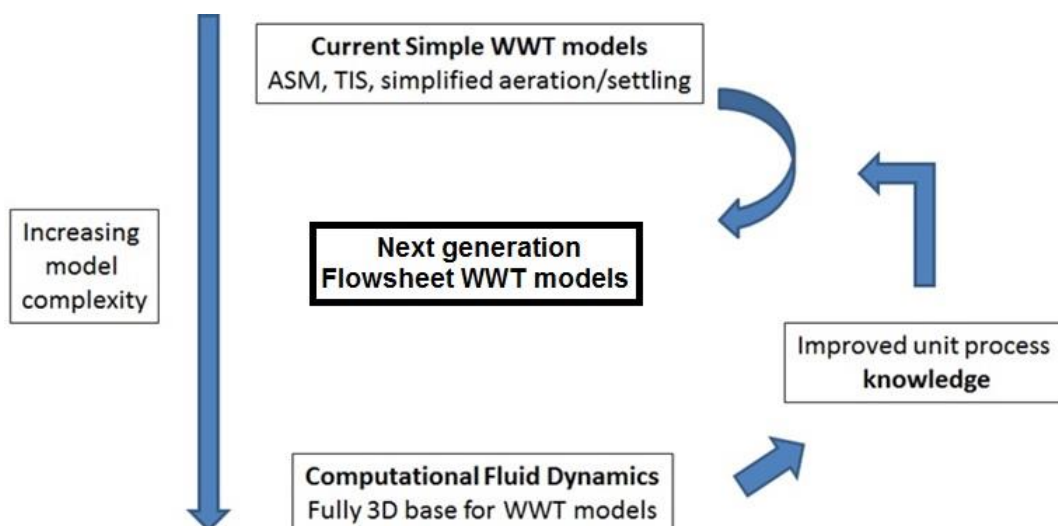 Current Simple WWT models
ASM, TIS, simplified aeration/settling
Increasing
model
complexity
Next generation
Flowsheet WWT models
Improved unit process
knowledge
Computational Fluid Dynamics
Fully 3D base for WWT models